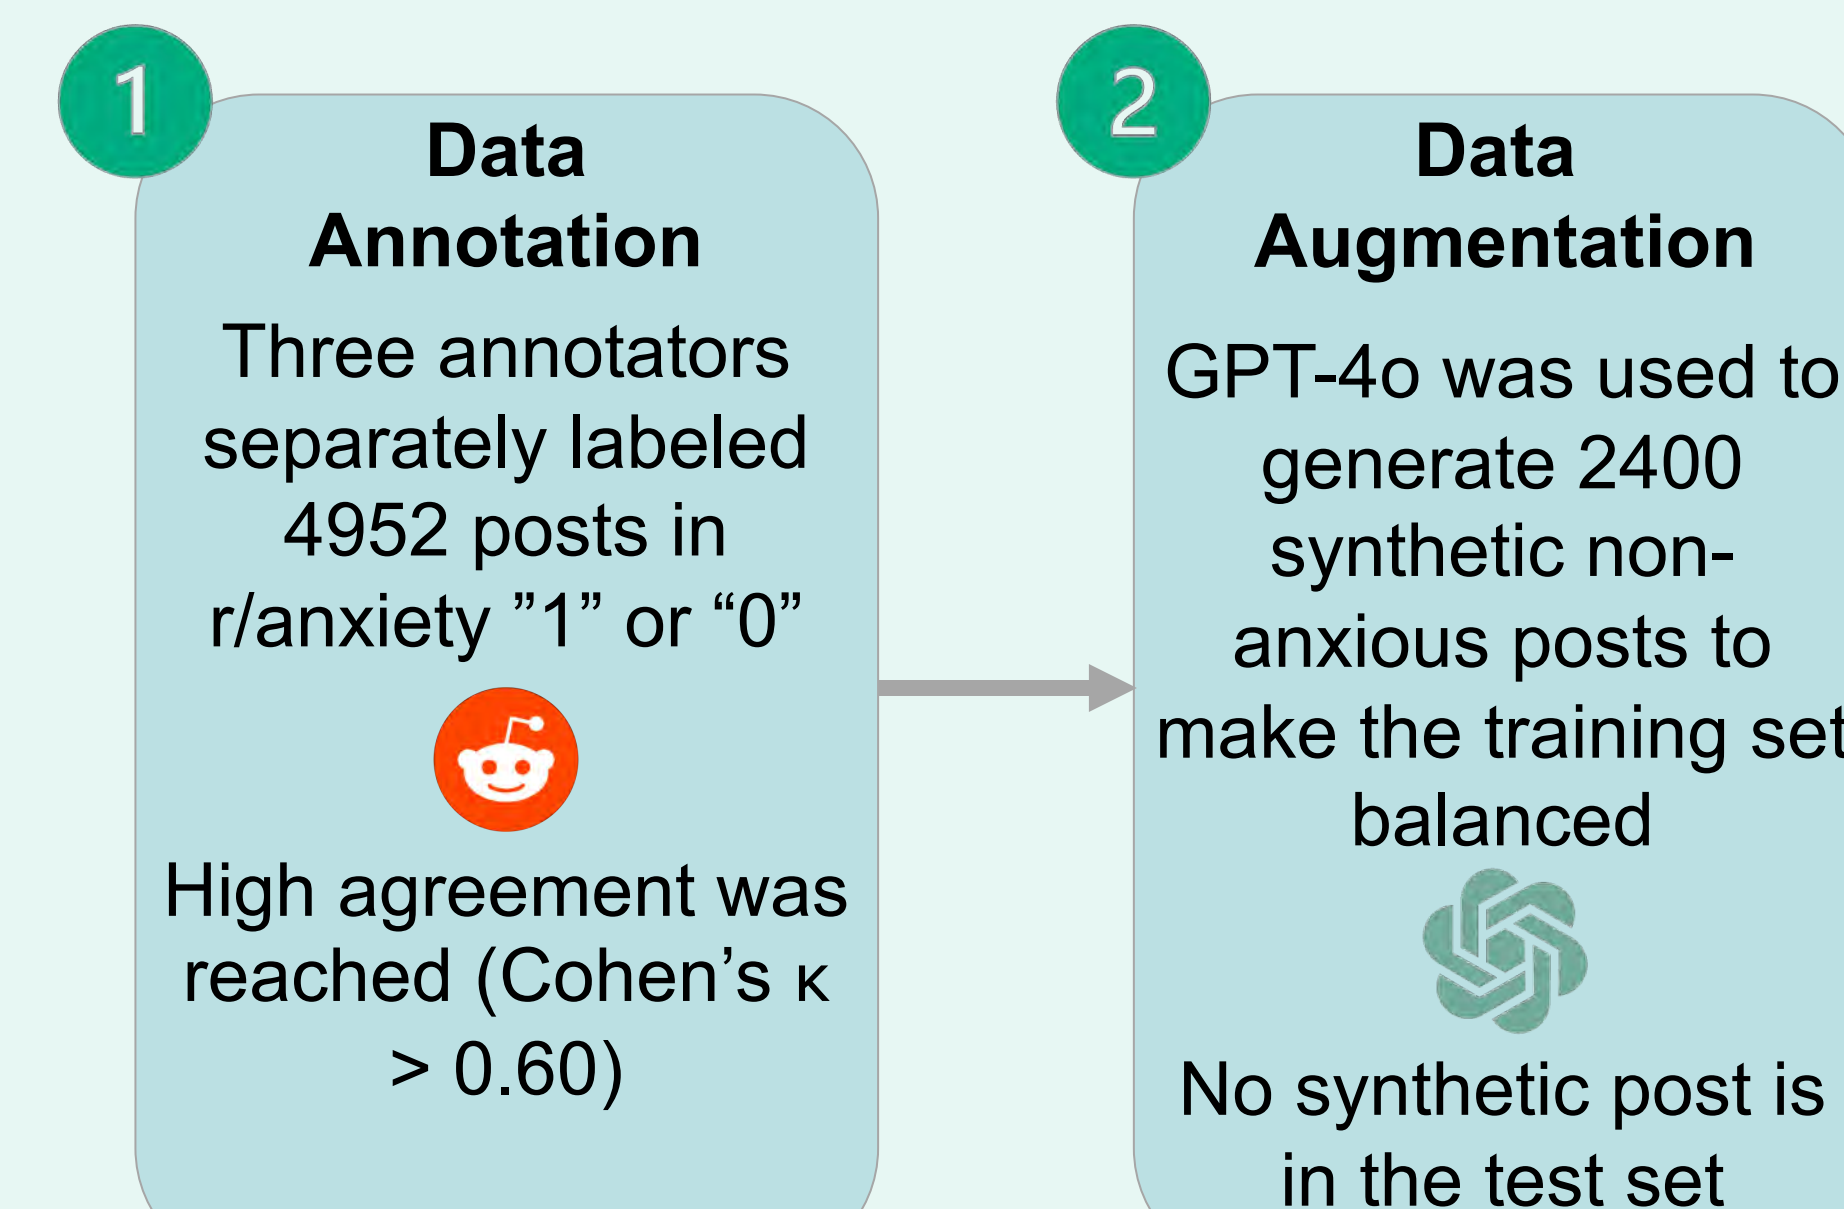 1
Data
Annotation
Three annotators
separately labeled
4952 posts in
r/anxiety ”1” or “0”
High agreement was
reached (Cohen’s κ
> 0.60)
2
Data
Augmentation
GPT-4o was used to
generate 2400
synthetic non-
anxious posts to
make the training set
balanced
No synthetic post is
in the test set